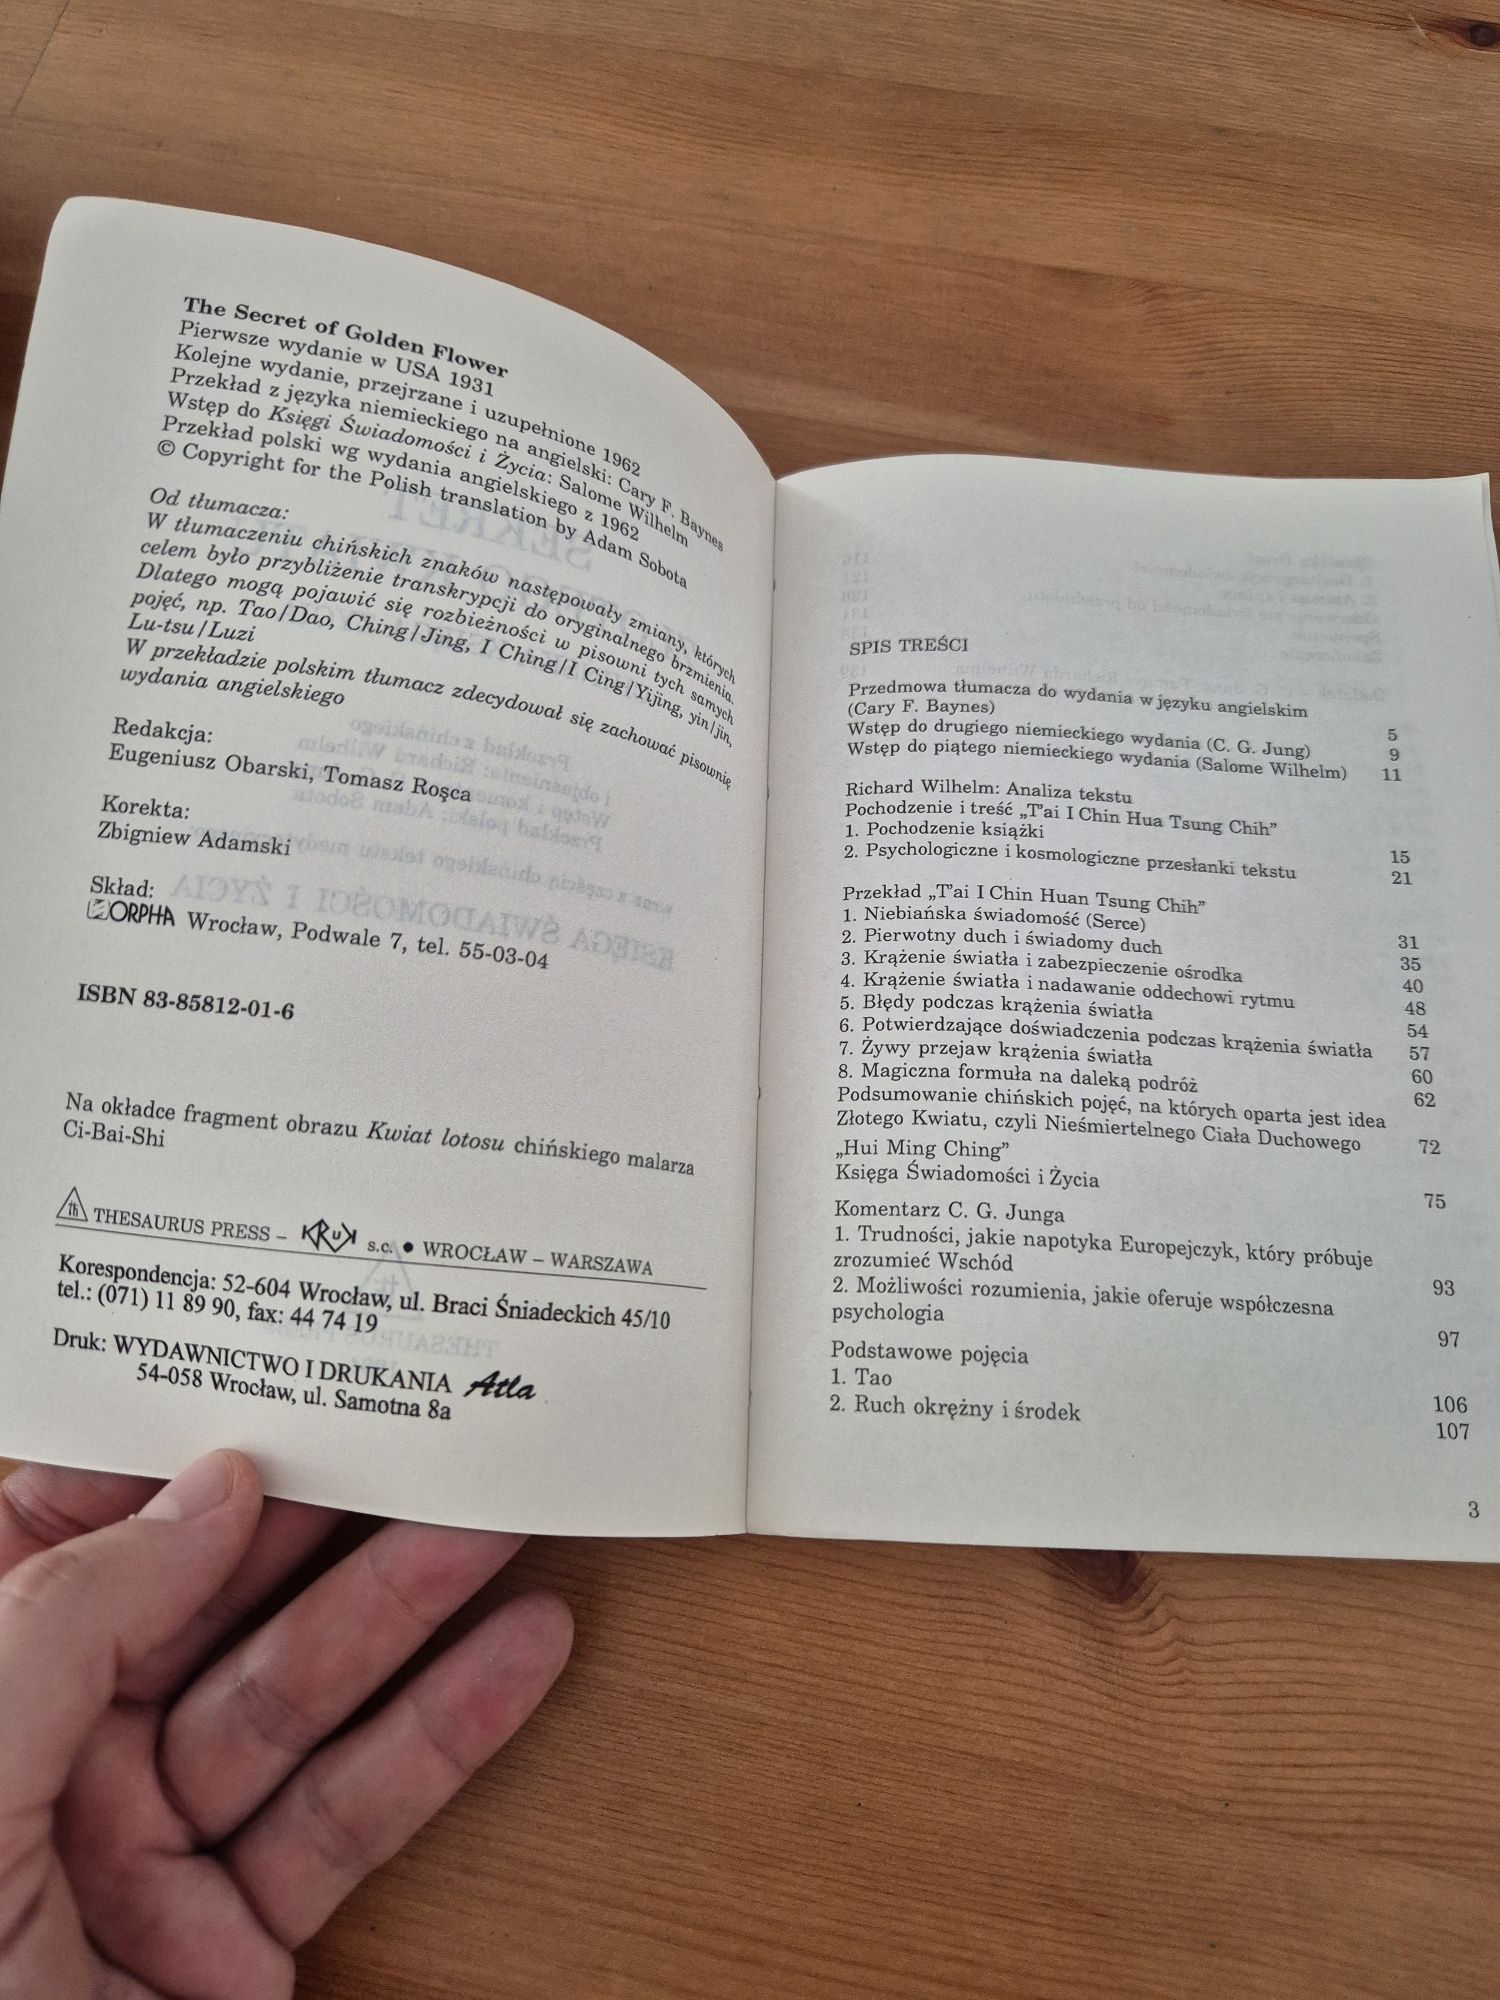 The Secret of Golden Flower
Pierwsze wydanie w USA 1931
Kolejne wydanie, przejrzane i uzupełnione 1962
Przekład z języka niemieckiego na angielski: Cary F. Baynes
Wstęp do Księgi Świadomości i Życia: Salome Wilhelm
Przekład polski wg wydania angielskiego z 1962
© Copyright for the Polish translation by Adam Sobota
Od tłumacza:
W tłumaczeniu chińskich znaków następowały zmiany, których
celem było przybliżenie transkrypcji do oryginalnego brzmienia.
Dlatego mogą pojawić się rozbieżności w pisowni tych samych
pojęć, np. Tao/Dao, Ching/Jing, I Ching/I Cing/Yijing, yin/jin,
Lu-tsu/Luzi
W przekładzie polskim tłumacz zdecydował się zachować pisownię
wydania angielskiego
Redakcja:
Eugeniusz Obarski, Tomasz Roşca
Korekta:
Zbigniew Adamski
Skład:
ORPHA Wrocław, Podwale 7, tel. 55-03-04
ISBN 83-85812-01-6
Na okładce fragment obrazu Kwiat lotosu chińskiego malarza
Ci-Bai-Shi
th THESAURUS PRESS – KRUK s.c. • WROCŁAW – WARSZAWA
Korespondencja: 52-604 Wrocław, ul. Braci Śniadeckich 45/10
tel.: (071) 11 89 90, fax: 44 74 19
Druk: WYDAWNICTWO I DRUKANIA Atla
54-058 Wrocław, ul. Samotna 8a
SPIS TREŚCI
Przedmowa tłumacza do wydania w języku angielskim
(Cary F. Baynes) 5
Wstęp do drugiego niemieckiego wydania (C. G. Jung) 9
Wstęp do piątego niemieckiego wydania (Salome Wilhelm) 11
Richard Wilhelm: Analiza tekstu
Pochodzenie i treść „T'ai I Chin Hua Tsung Chih”
1. Pochodzenie książki 15
2. Psychologiczne i kosmologiczne przesłanki tekstu 21
Przekład „T'ai I Chin Huan Tsung Chih”
1. Niebiańska świadomość (Serce) 31
2. Pierwotny duch i świadomy duch 35
3. Krążenie światła i zabezpieczenie ośrodka 40
4. Krążenie światła i nadawanie oddechowi rytmu 48
5. Błędy podczas krążenia światła 54
6. Potwierdzające doświadczenia podczas krążenia światła 57
7. Żywy przejaw krążenia światła 60
8. Magiczna formuła na daleką podróż 62
Podsumowanie chińskich pojęć, na których oparta jest idea
Złotego Kwiatu, czyli Nieśmiertelnego Ciała Duchowego 72
„Hui Ming Ching”
Księga Świadomości i Życia 75
Komentarz C. G. Junga
1. Trudności, jakie napotyka Europejczyk, który próbuje
zrozumieć Wschód 93
2. Możliwości rozumienia, jakie oferuje współczesna
psychologia 97
Podstawowe pojęcia
1. Tao 106
2. Ruch okrężny i środek 107
3